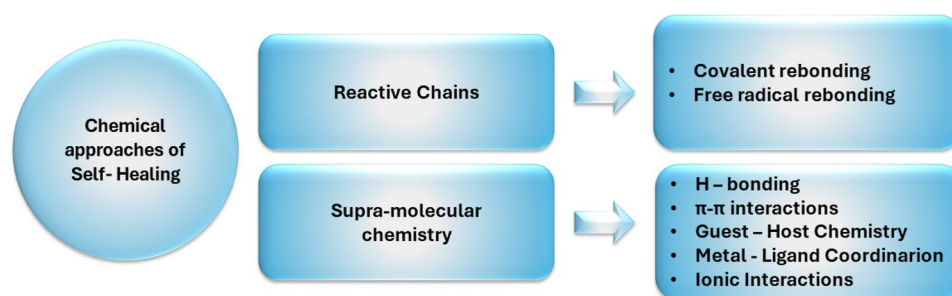 Chemical
approaches of
Self- Healing
Reactive Chains
• Covalent rebonding
• Free radical rebonding
Supra-molecular
chemistry
• H – bonding
• π-π interactions
• Guest – Host Chemistry
• Metal - Ligand Coordinarion
• Ionic Interactions